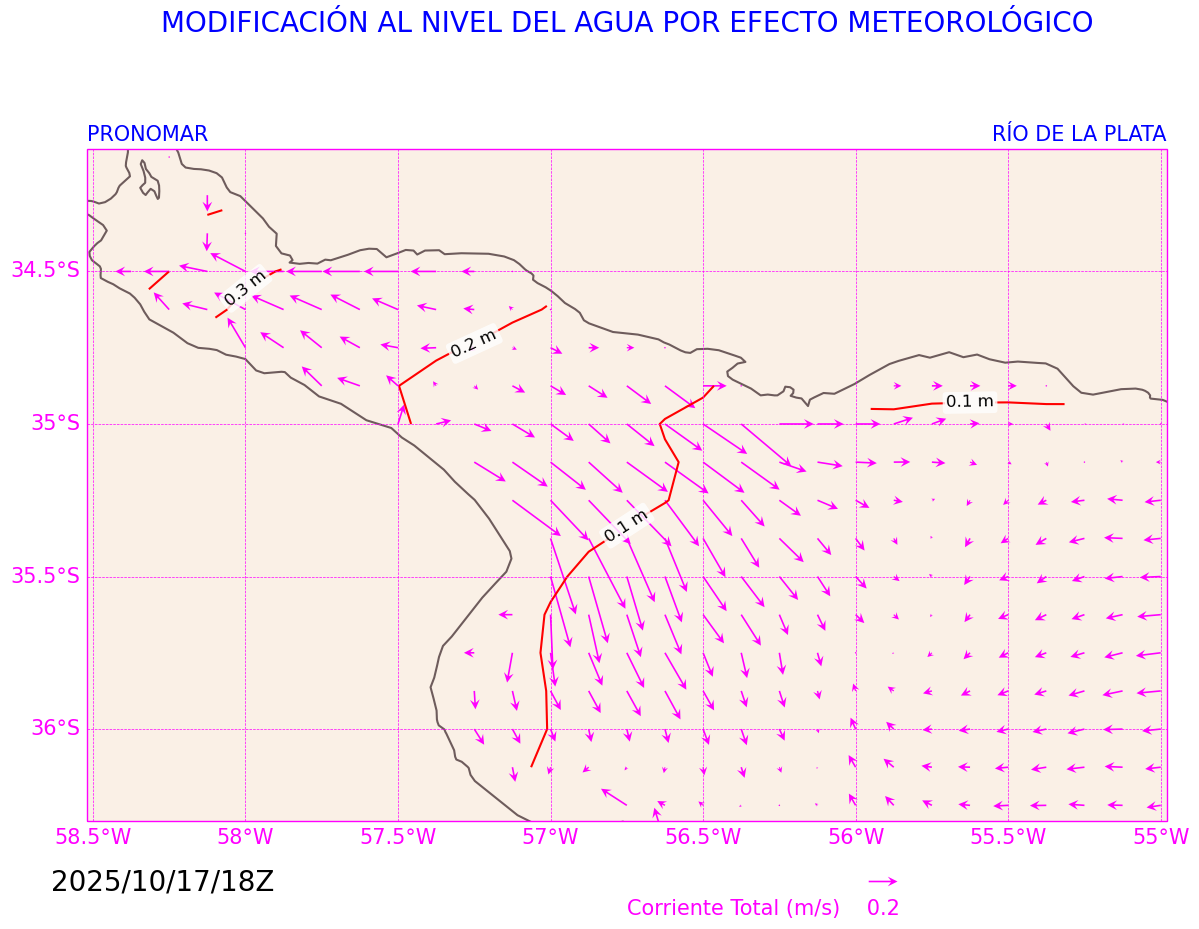 MODIFICACIÓN AL NIVEL DEL AGUA POR EFECTO METEOROLÓGICO
PRONOMAR
RÍO DE LA PLATA
34.5°S
0.3 m
0.2 m
0.1 m
35°S
0.1 m
35.5°S
36°S
58.5°W
58°W
57.5°W
57°W
56.5°W
56°W
55.5°W
55°W
2025/10/17/18Z
Corriente Total (m/s)
0.2